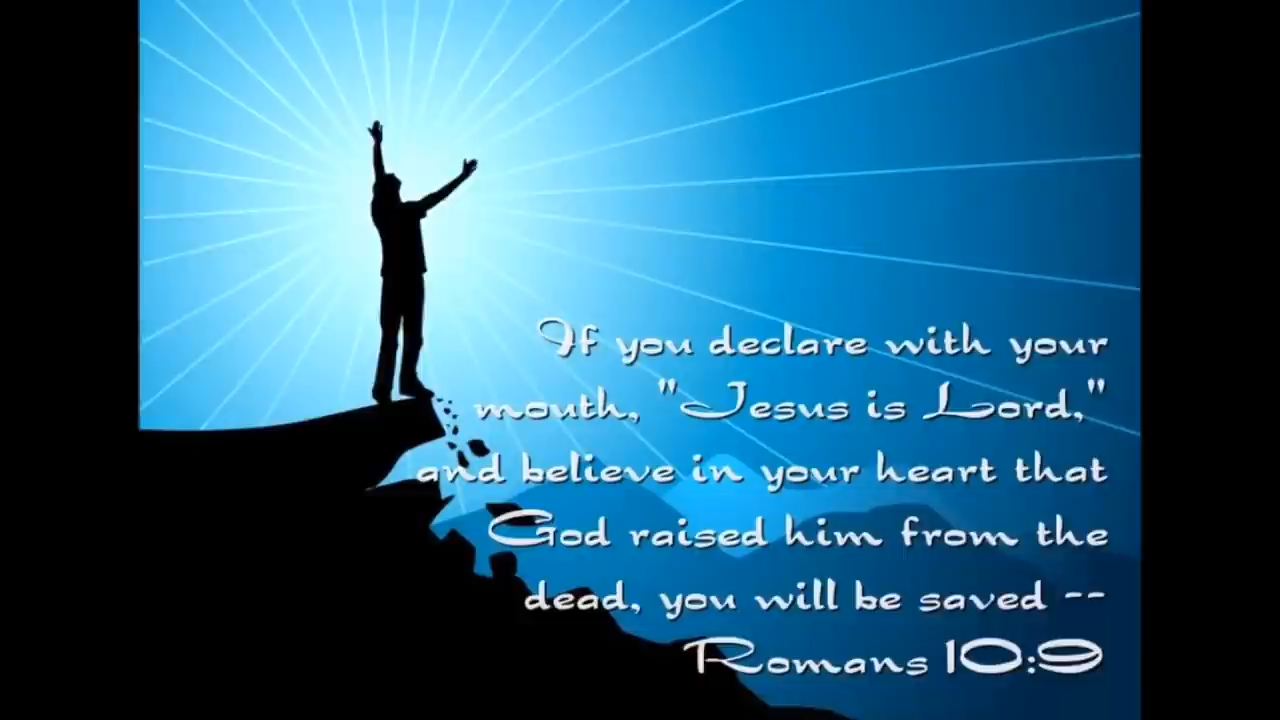 If you declare with your
mouth, "Jesus is Lord,"
and believe in your heart that
God raised him from the
dead, you will be saved --
Romans 10:9